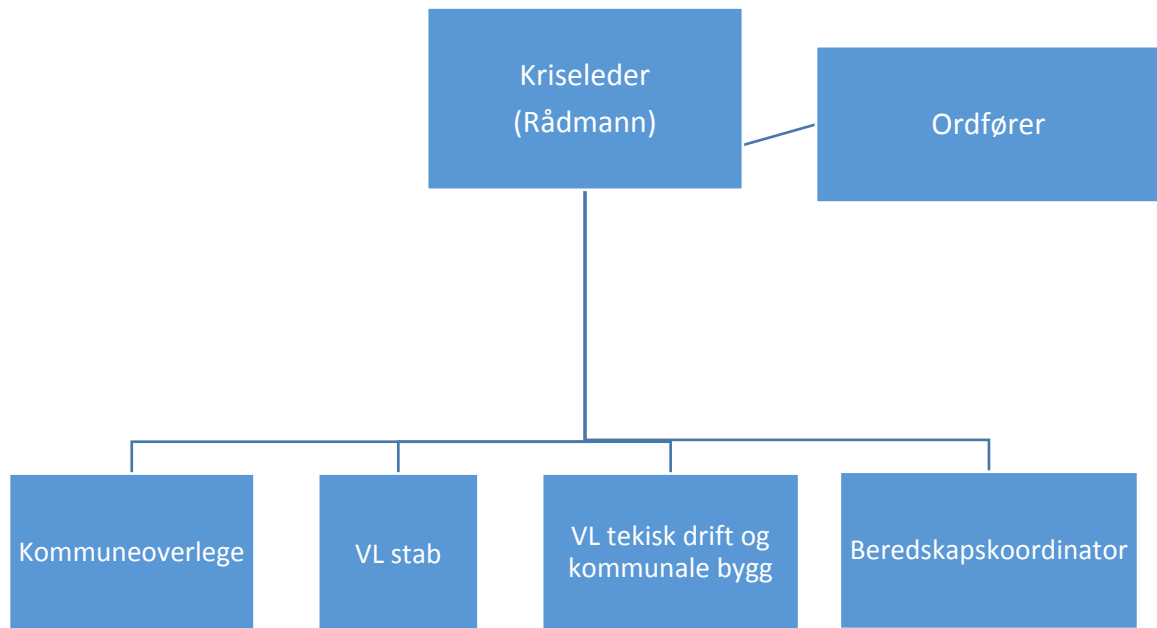 Kriseleder
(Rådmann)
Ordfører
Kommuneoverlege
VL stab
VL tekisk drift og
kommunale bygg
Beredskapskoordinator